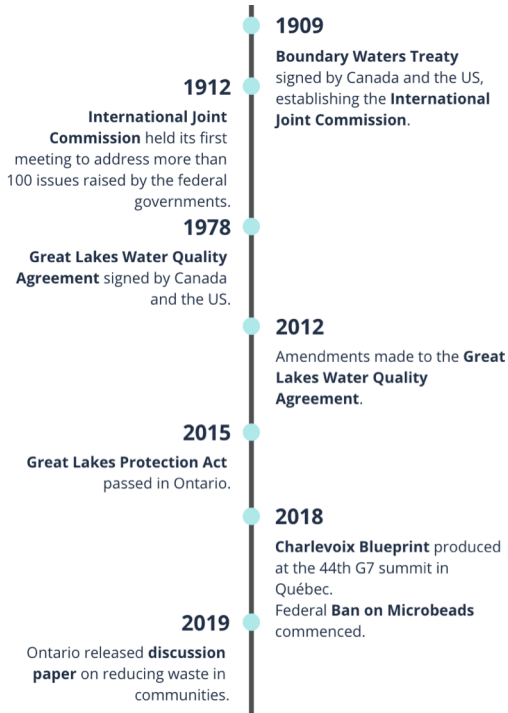 1909
Boundary Waters Treaty
signed by Canada and the US,
establishing the International
Joint Commission.
1912
International Joint
Commission held its first
meeting to address more than
100 issues raised by the federal
governments.
1978
Great Lakes Water Quality
Agreement signed by Canada
and the US.
2012
Amendments made to the Great
Lakes Water Quality
Agreement.
2015
Great Lakes Protection Act
passed in Ontario.
2018
Charlevoix Blueprint produced
at the 44th G7 summit in
Québec.
Federal Ban on Microbeads
commenced.
2019
Ontario released discussion
paper on reducing waste in
communities.